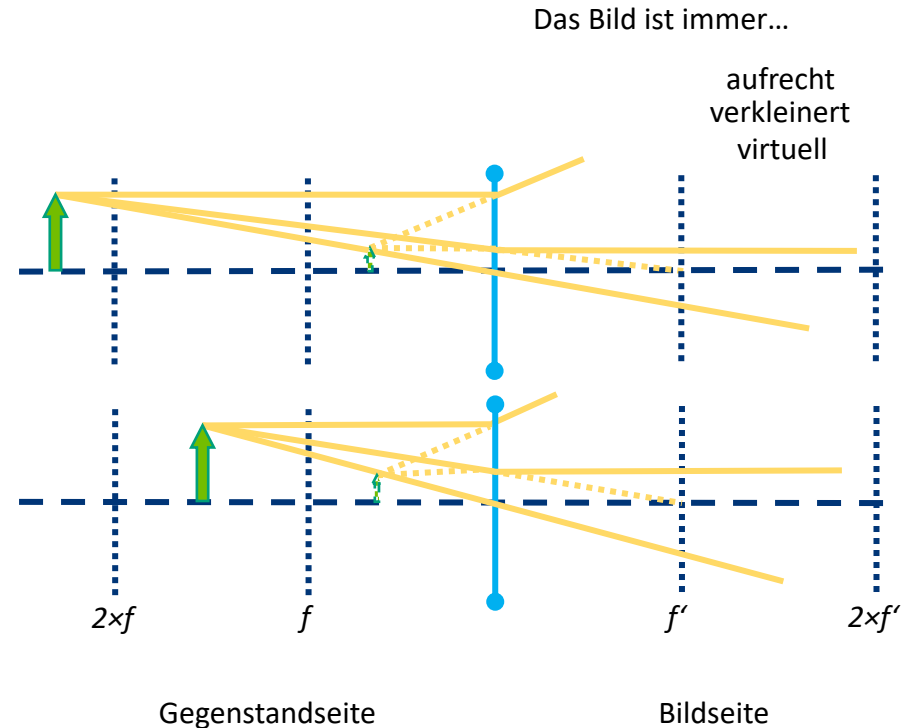 Das Bild ist immer…
aufrecht
verkleinert
virtuell
2×f
f
f‘
2×f‘
Gegenstandseite
Bildseite